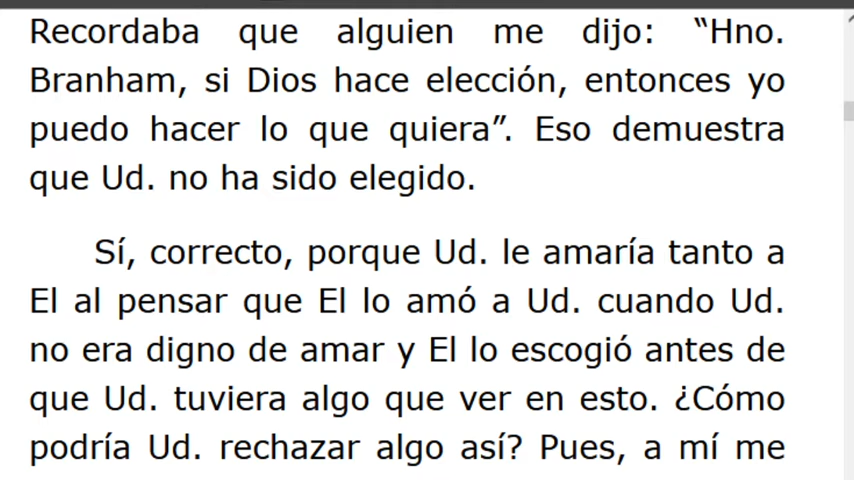 Recordaba que alguien me dijo: “Hno.
Branham, si Dios hace elección, entonces yo
puedo hacer lo que quiera”. Eso demuestra
que Ud. no ha sido elegido.
Sí, correcto, porque Ud. le amaría tanto a
El al pensar que El lo amó a Ud. cuando Ud.
no era digno de amar y El lo escogió antes de
que Ud. tuviera algo que ver en esto. ¿Cómo
podría Ud. rechazar algo así? Pues, a mí me